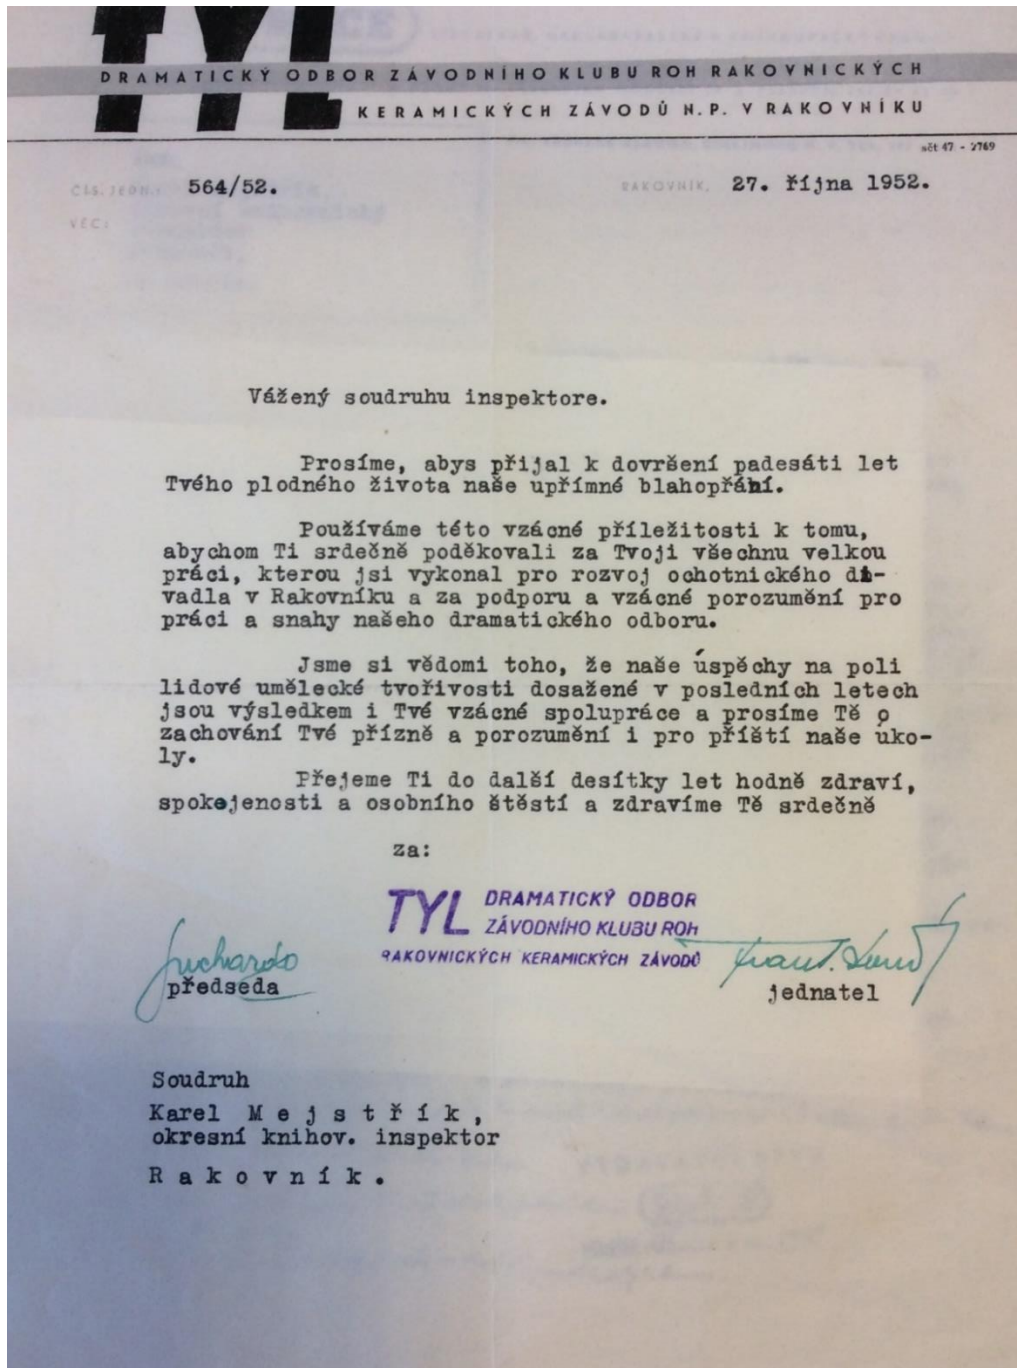 TYL
DRAMATICKÝ ODBOR ZÁVODNÍHO KLUBU ROH RAKOVNICKÝCH
KERAMICKÝCH ZÁVODŮ N.P. V RAKOVNÍKU
sčt 47 - 2769
ČÍS. JEDN.: 564/52.
RAKOVNÍK, 27. října 1952.
VĚC:
Vážený soudruhu inspektore.
Prosíme, abys přijal k dovršení padesáti let
Tvého plodného života naše upřímné blahopřání.
Používáme této vzácné příležitosti k tomu,
abychom Ti srdečně poděkovali za Tvoji všechnu velkou
práci, kterou jsi vykonal pro rozvoj ochotnického di-
vadla v Rakovníku a za podporu a vzácné porozumění pro
práci a snahy našeho dramatického odboru.
Jsme si vědomi toho, že naše úspěchy na poli
lidové umělecké tvořivosti dosažené v posledních letech
jsou výsledkem i Tvé vzácné spolupráce a prosíme Tě o
zachování Tvé přízně a porozumění i pro příští naše úko-
ly.
Přejeme Ti do další desítky let hodně zdraví,
spokojenosti a osobního štěstí a zdravíme Tě srdečně
za:
TYL DRAMATICKÝ ODBOR
ZÁVODNÍHO KLUBU ROH
RAKOVNICKÝCH KERAMICKÝCH ZÁVODŮ
předseda
jednatel
Soudruh
Karel M e j s t ř í k ,
okresní knihov. inspektor
R a k o v n í k .